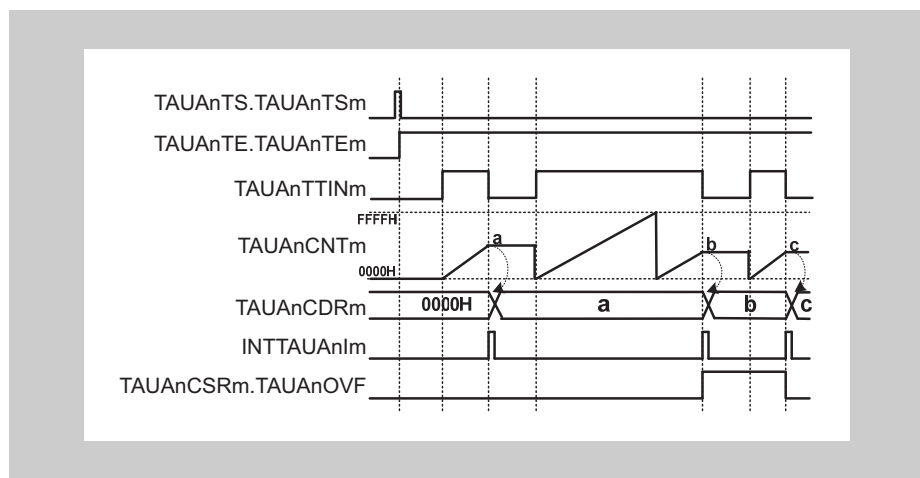 TAUAnTS.TAUAnTSm
TAUAnTE.TAUAnTEm
TAUAnTTINm
FFFFH
TAUAnCNTm
a
b
c
0000H
TAUAnCDRm
0000H
a
b
c
INTTAUAnIm
TAUAnCSRm.TAUAnOVF